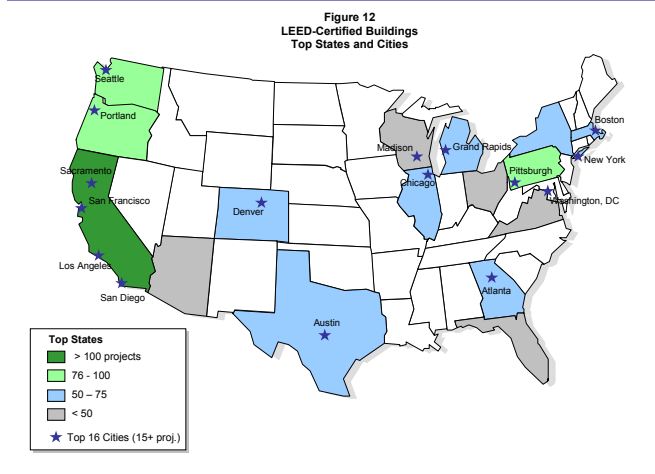 Figure 12
LEED-Certified Buildings
Top States and Cities
Seattle
Portland
Sacramento
San Francisco
Los Angeles
San Diego
Denver
Austin
Madison
Grand Rapids
Chicago
Atlanta
Pittsburgh
Boston
New York
Washington, DC
Top States
> 100 projects
76 - 100
50 – 75
< 50
Top 16 Cities (15+ proj.)